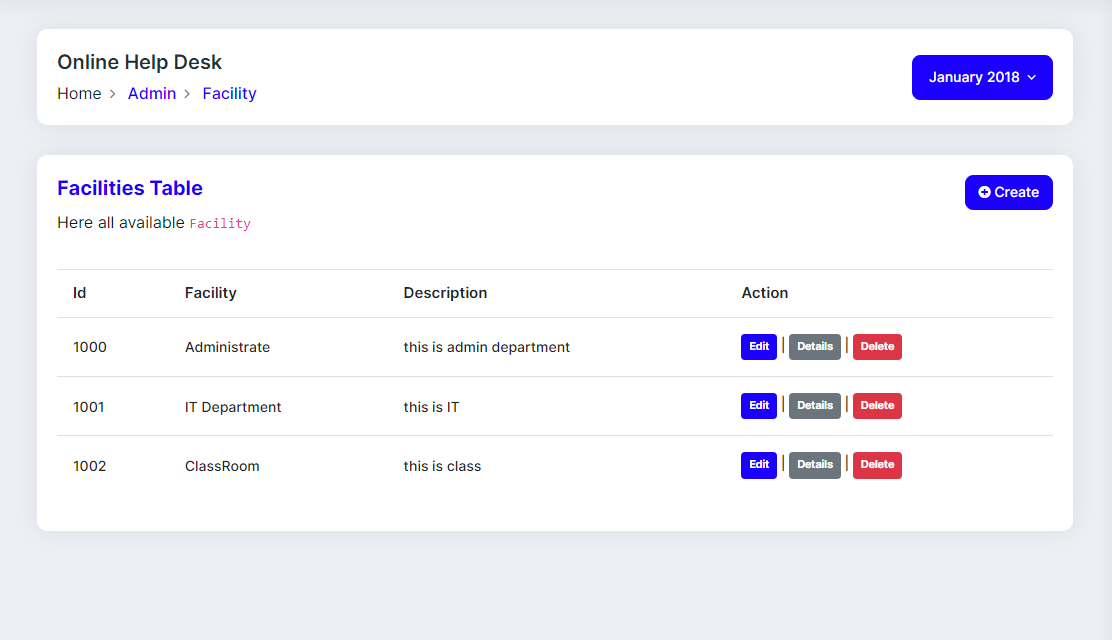 Online Help Desk
Home > Admin > Facility
January 2018
Facilities Table
Create
Here all available Facility
Id Facility Description Action
1000 Administrate this is admin department Edit | Details | Delete
1001 IT Department this is IT Edit | Details | Delete
1002 ClassRoom this is class Edit | Details | Delete